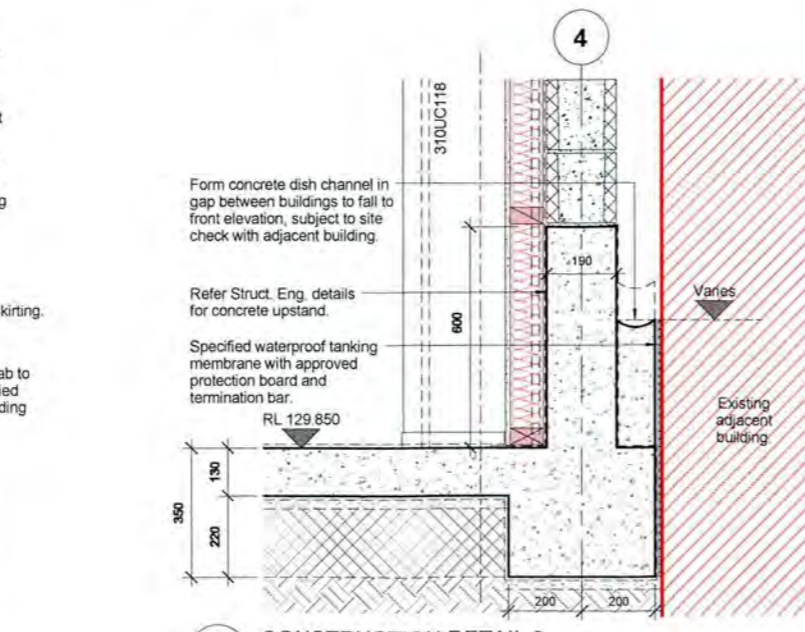 4
310UC118
Form concrete dish channel in
gap between buildings to fall to
front elevation, subject to site
check with adjacent building.
190
Refer Struct. Eng. details
for concrete upstand.
Varies
600
kirting.
Specified waterproof tanking
membrane with approved
protection board and
termination bar.
ab to
ied
ding
RL 129.850
Existing
adjacent
building
130
350
220
200
200